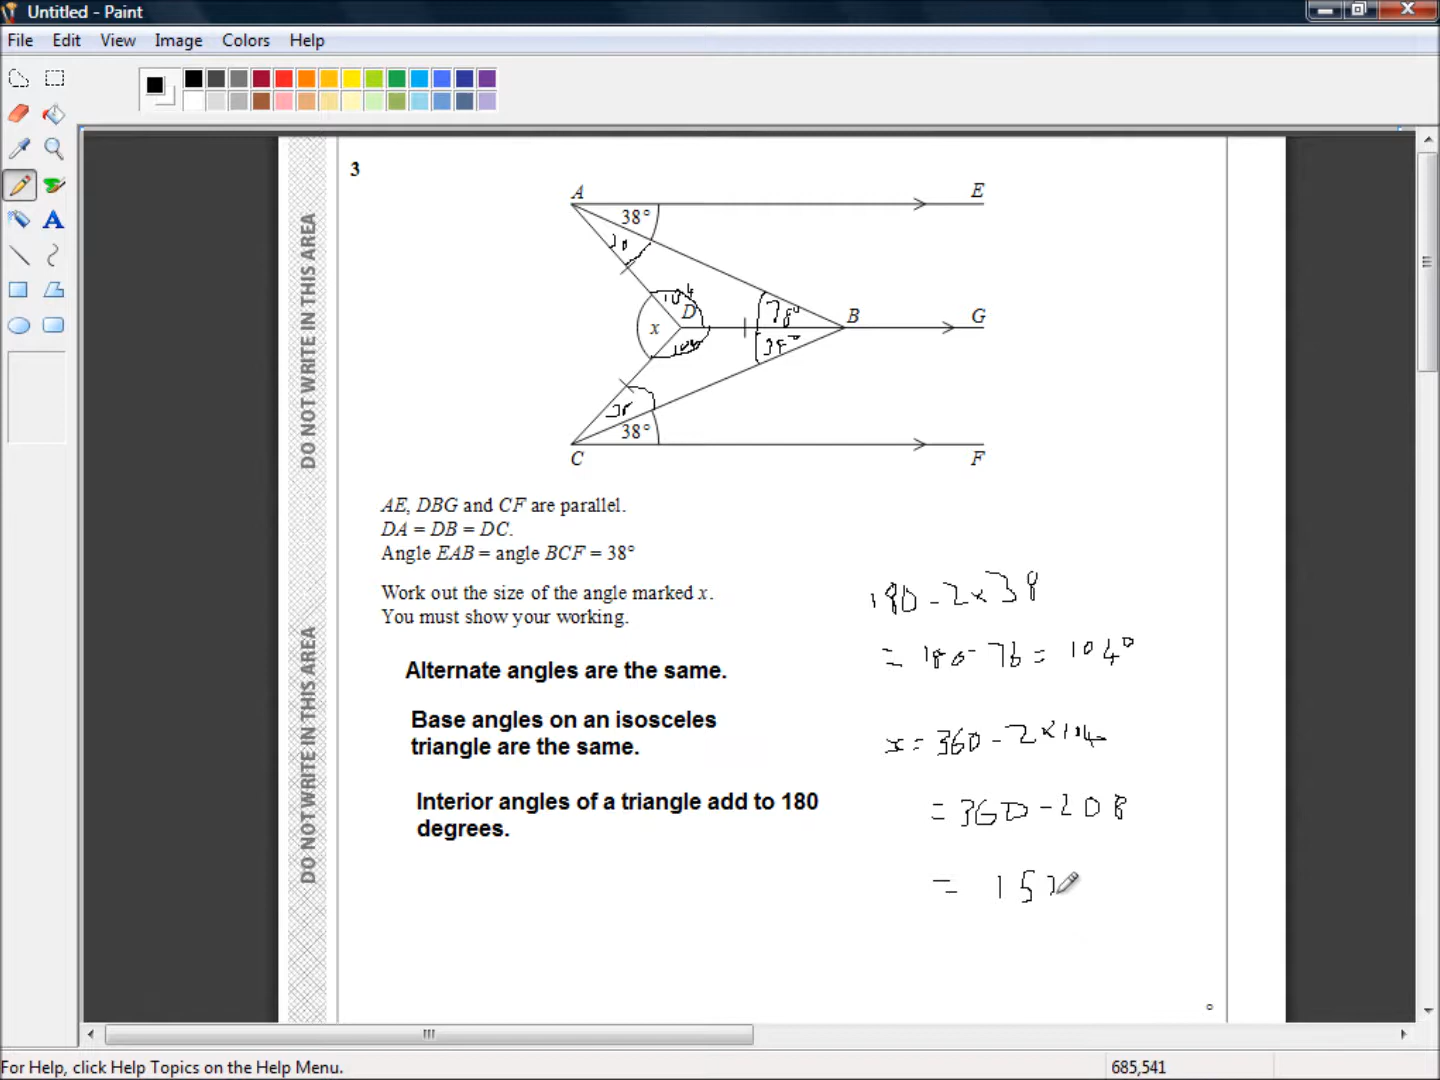 Untitled - Paint
File Edit View Image Colors Help
DO NOT WRITE IN THIS AREA
DO NOT WRITE IN THIS AREA
3
A
E
38°
104
D
x
78°
B
G
104
38
38°
C
F
AE, DBG and CF are parallel.
DA = DB = DC.
Angle EAB = angle BCF = 38°
Work out the size of the angle marked x.
You must show your working.
Alternate angles are the same.
Base angles on an isosceles
triangle are the same.
Interior angles of a triangle add to 180
degrees.
180 - 2 x 38
= 180 - 76 = 104°
x = 360 - 2 x 104
= 360 - 208
= 152
°
For Help, click Help Topics on the Help Menu.
685,541